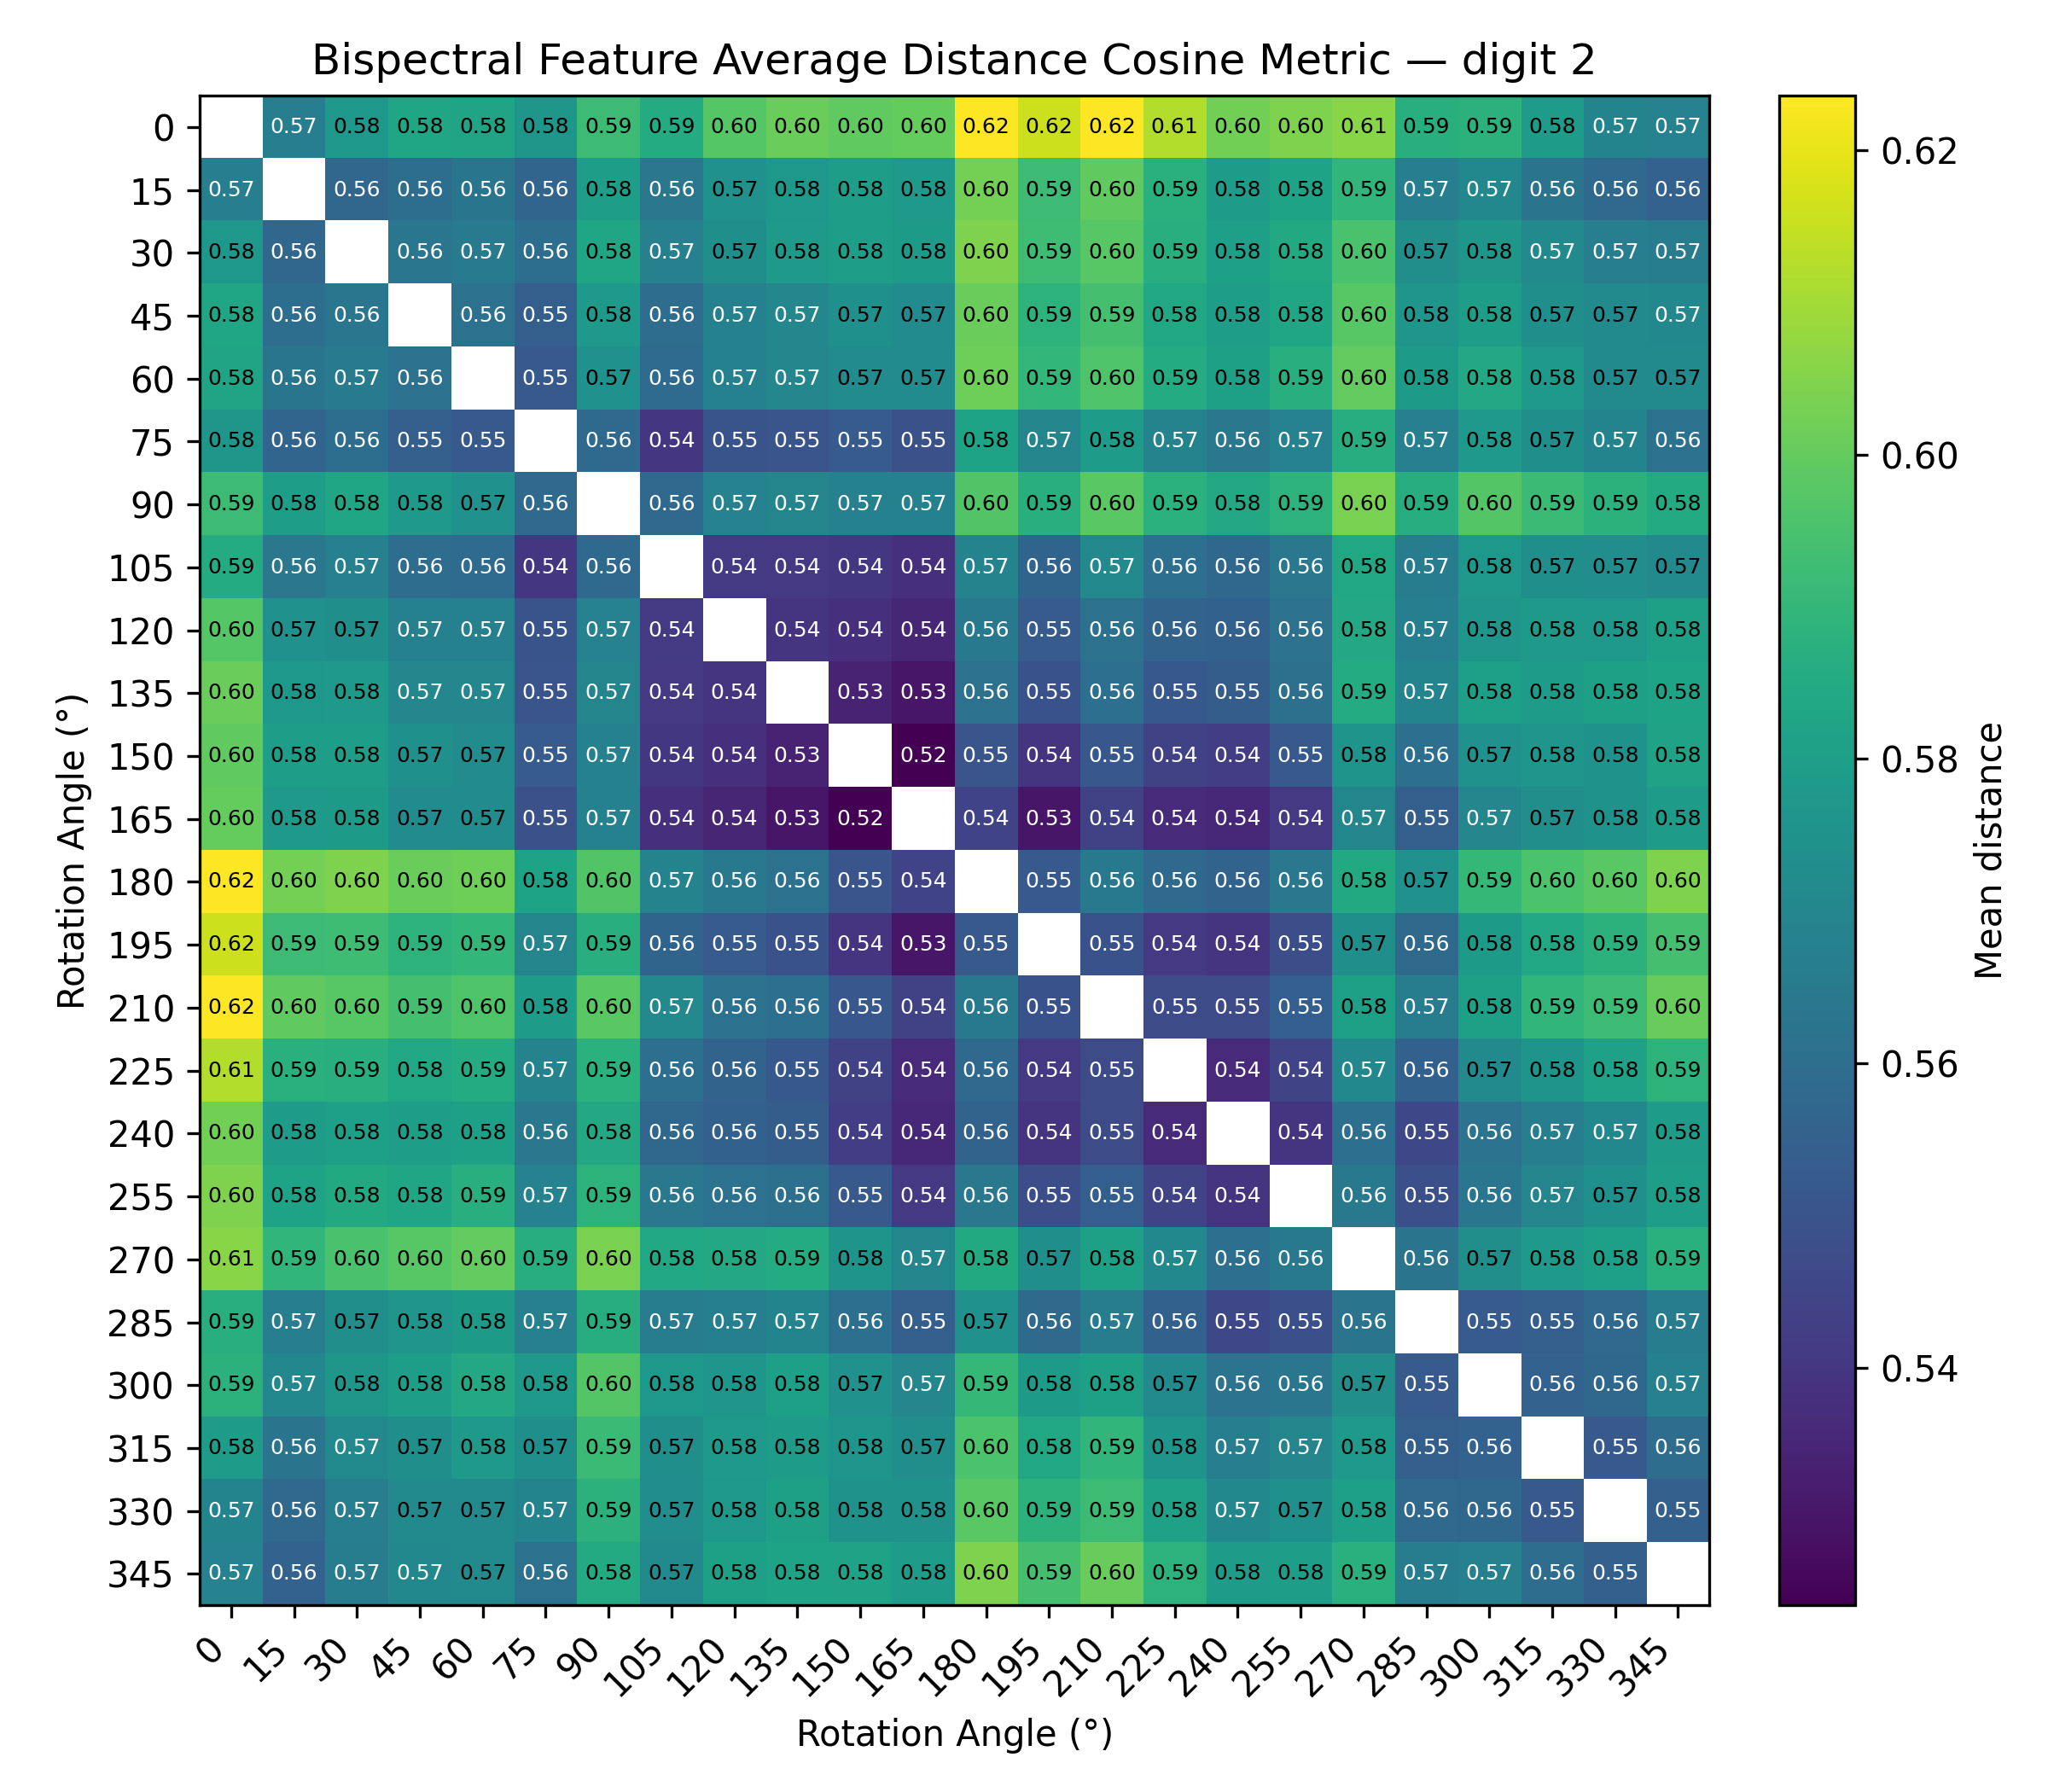 Bispectral Feature Average Distance Cosine Metric — digit 2
0 0.57 0.58 0.58 0.58 0.58 0.59 0.59 0.60 0.60 0.60 0.60 0.62 0.62 0.62 0.61 0.60 0.60 0.61 0.59 0.59 0.58 0.57 0.57
15 0.57 0.56 0.56 0.56 0.56 0.58 0.56 0.57 0.58 0.58 0.58 0.60 0.59 0.60 0.59 0.58 0.58 0.59 0.57 0.57 0.56 0.56 0.56
30 0.58 0.56 0.56 0.57 0.56 0.58 0.57 0.57 0.58 0.58 0.58 0.60 0.59 0.60 0.59 0.58 0.58 0.60 0.57 0.58 0.57 0.57 0.57
45 0.58 0.56 0.56 0.56 0.55 0.58 0.56 0.57 0.57 0.57 0.57 0.60 0.59 0.59 0.58 0.58 0.58 0.60 0.58 0.58 0.57 0.57 0.57
60 0.58 0.56 0.57 0.56 0.55 0.57 0.56 0.57 0.57 0.57 0.57 0.60 0.59 0.60 0.59 0.58 0.59 0.60 0.58 0.58 0.58 0.57 0.57
75 0.58 0.56 0.56 0.55 0.55 0.56 0.54 0.55 0.55 0.55 0.55 0.58 0.57 0.58 0.57 0.56 0.57 0.59 0.57 0.58 0.57 0.57 0.56
90 0.59 0.58 0.58 0.58 0.57 0.56 0.56 0.57 0.57 0.57 0.57 0.60 0.59 0.60 0.59 0.58 0.59 0.60 0.59 0.60 0.59 0.59 0.58
105 0.59 0.56 0.57 0.56 0.56 0.54 0.56 0.54 0.54 0.54 0.54 0.57 0.56 0.57 0.56 0.56 0.56 0.58 0.57 0.58 0.57 0.57 0.57
120 0.60 0.57 0.57 0.57 0.57 0.55 0.57 0.54 0.54 0.54 0.54 0.56 0.55 0.56 0.56 0.56 0.56 0.58 0.57 0.58 0.58 0.58 0.58
135 0.60 0.58 0.58 0.57 0.57 0.55 0.57 0.54 0.54 0.53 0.53 0.56 0.55 0.56 0.55 0.55 0.56 0.59 0.57 0.58 0.58 0.58 0.58
150 0.60 0.58 0.58 0.57 0.57 0.55 0.57 0.54 0.54 0.53 0.52 0.55 0.54 0.55 0.54 0.54 0.55 0.58 0.56 0.57 0.58 0.58 0.58
165 0.60 0.58 0.58 0.57 0.57 0.55 0.57 0.54 0.54 0.53 0.52 0.54 0.53 0.54 0.54 0.54 0.54 0.57 0.55 0.57 0.57 0.58 0.58
180 0.62 0.60 0.60 0.60 0.60 0.58 0.60 0.57 0.56 0.56 0.55 0.54 0.55 0.56 0.56 0.56 0.56 0.58 0.57 0.59 0.60 0.60 0.60
195 0.62 0.59 0.59 0.59 0.59 0.57 0.59 0.56 0.55 0.55 0.54 0.53 0.55 0.55 0.54 0.54 0.55 0.57 0.56 0.58 0.58 0.59 0.59
210 0.62 0.60 0.60 0.59 0.60 0.58 0.60 0.57 0.56 0.56 0.55 0.54 0.56 0.55 0.55 0.55 0.55 0.58 0.57 0.58 0.59 0.59 0.60
225 0.61 0.59 0.59 0.58 0.59 0.57 0.59 0.56 0.56 0.55 0.54 0.54 0.56 0.54 0.55 0.54 0.54 0.57 0.56 0.57 0.58 0.58 0.59
240 0.60 0.58 0.58 0.58 0.58 0.56 0.58 0.56 0.56 0.55 0.54 0.54 0.56 0.54 0.55 0.54 0.54 0.56 0.55 0.56 0.57 0.57 0.58
255 0.60 0.58 0.58 0.58 0.59 0.57 0.59 0.56 0.56 0.56 0.55 0.54 0.56 0.55 0.55 0.54 0.54 0.56 0.55 0.56 0.57 0.57 0.58
270 0.61 0.59 0.60 0.60 0.60 0.59 0.60 0.58 0.58 0.59 0.58 0.57 0.58 0.57 0.58 0.57 0.56 0.56 0.56 0.57 0.58 0.58 0.59
285 0.59 0.57 0.57 0.58 0.58 0.57 0.59 0.57 0.57 0.57 0.56 0.55 0.57 0.56 0.57 0.56 0.55 0.55 0.56 0.55 0.55 0.56 0.57
300 0.59 0.57 0.58 0.58 0.58 0.58 0.60 0.58 0.58 0.58 0.57 0.57 0.59 0.58 0.58 0.57 0.56 0.56 0.57 0.55 0.56 0.56 0.57
315 0.58 0.56 0.57 0.57 0.58 0.57 0.59 0.57 0.58 0.58 0.58 0.57 0.60 0.58 0.59 0.58 0.57 0.57 0.58 0.55 0.56 0.55 0.56
330 0.57 0.56 0.57 0.57 0.57 0.57 0.59 0.57 0.58 0.58 0.58 0.58 0.60 0.59 0.59 0.58 0.57 0.57 0.58 0.56 0.56 0.55 0.55
345 0.57 0.56 0.57 0.57 0.57 0.56 0.58 0.57 0.58 0.58 0.58 0.58 0.60 0.59 0.60 0.59 0.58 0.58 0.59 0.57 0.57 0.56 0.55
0 15 30 45 60 75 90 105 120 135 150 165 180 195 210 225 240 255 270 285 300 315 330 345
Rotation Angle (°)
Rotation Angle (°)
0.62
0.60
0.58
0.56
0.54
Mean distance